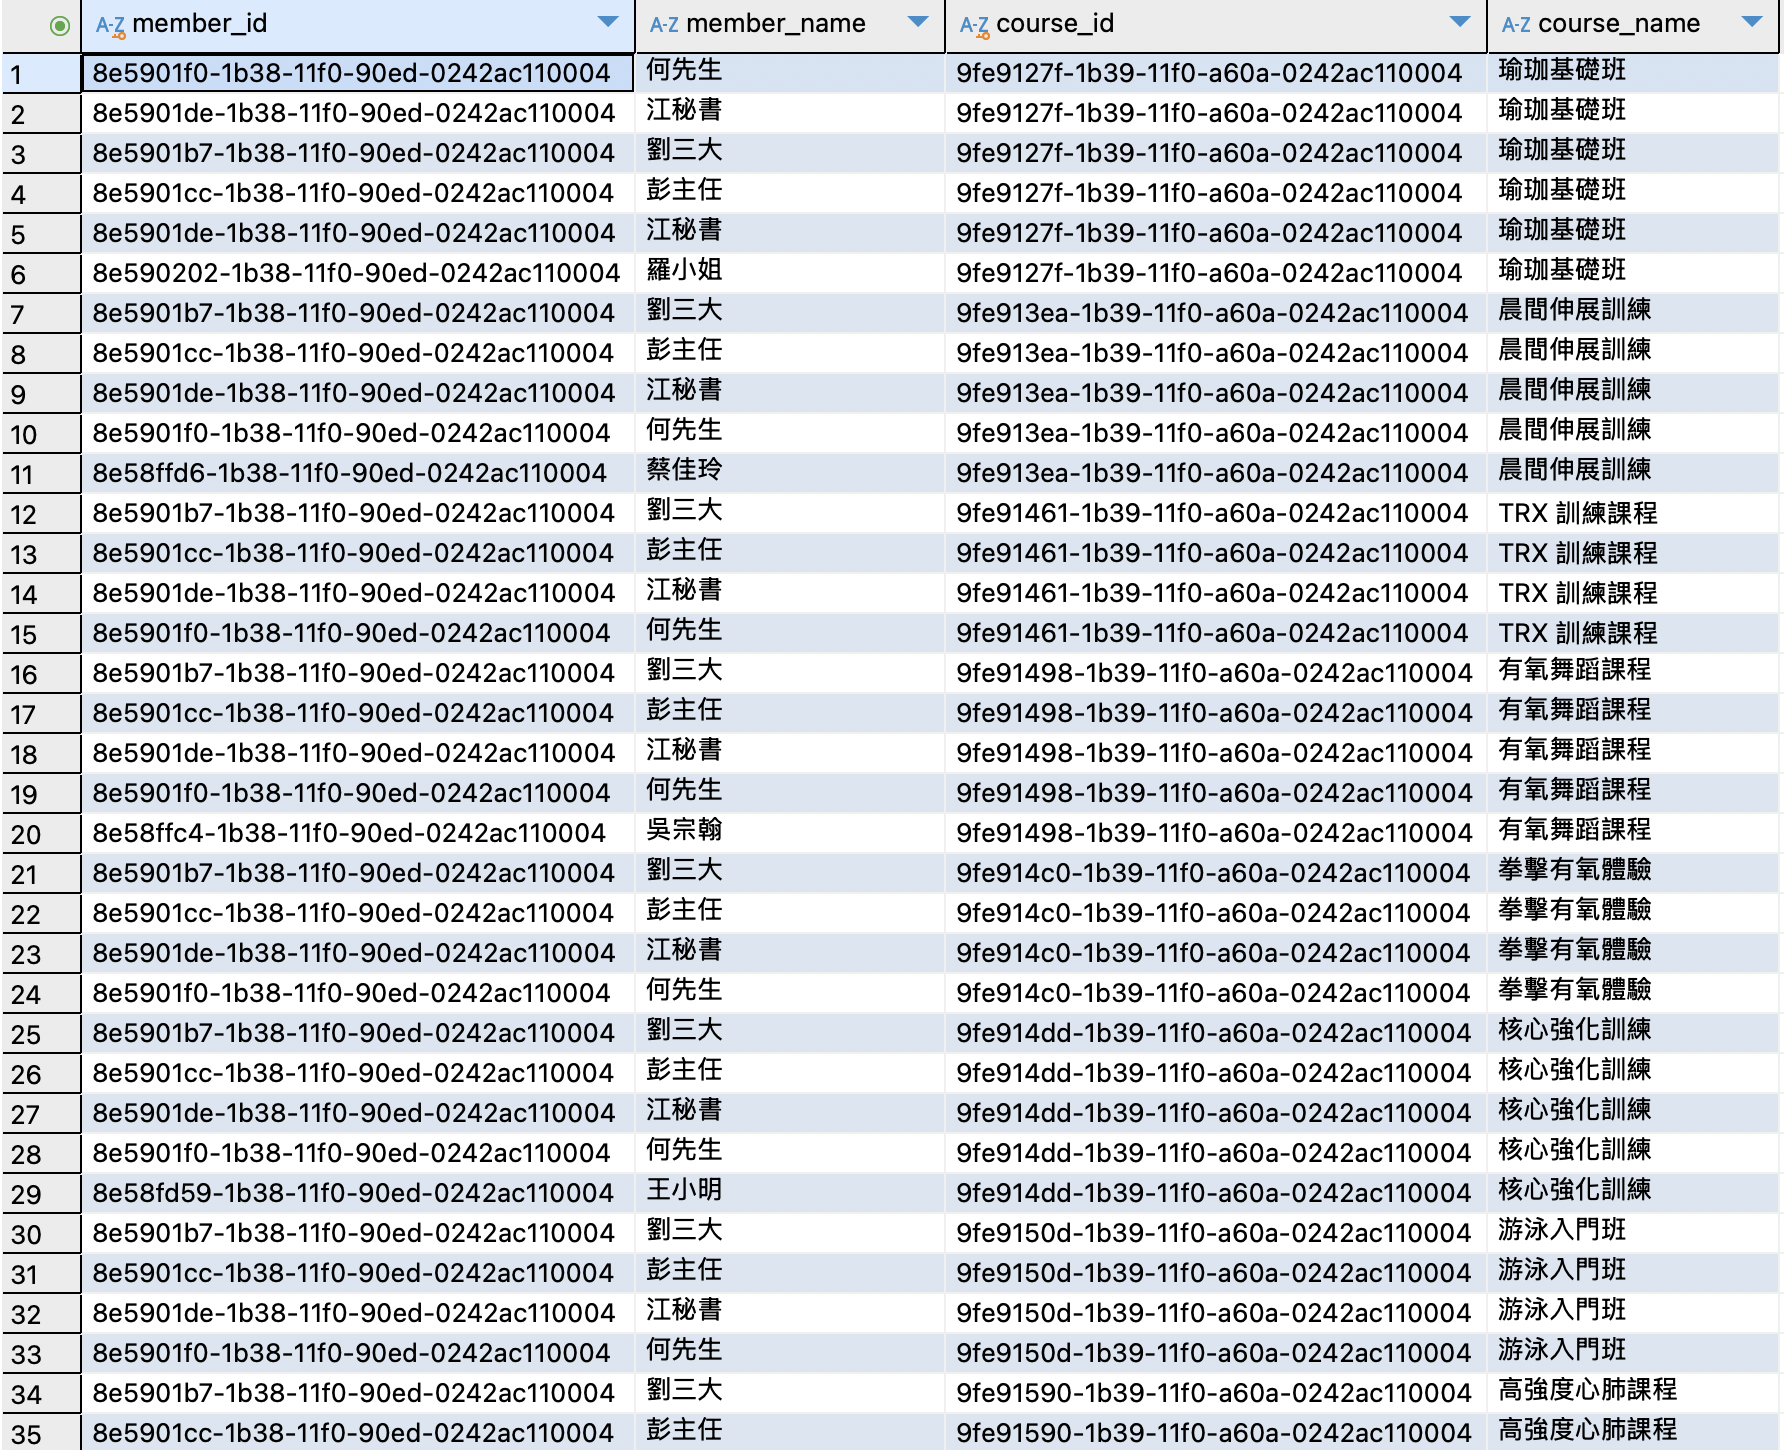 A-Z member_id A-Z member_name A-Z course_id A-Z course_name
1 8e5901f0-1b38-11f0-90ed-0242ac110004 何先生 9fe9127f-1b39-11f0-a60a-0242ac110004 瑜珈基礎班
2 8e5901de-1b38-11f0-90ed-0242ac110004 江秘書 9fe9127f-1b39-11f0-a60a-0242ac110004 瑜珈基礎班
3 8e5901b7-1b38-11f0-90ed-0242ac110004 劉三大 9fe9127f-1b39-11f0-a60a-0242ac110004 瑜珈基礎班
4 8e5901cc-1b38-11f0-90ed-0242ac110004 彭主任 9fe9127f-1b39-11f0-a60a-0242ac110004 瑜珈基礎班
5 8e5901de-1b38-11f0-90ed-0242ac110004 江秘書 9fe9127f-1b39-11f0-a60a-0242ac110004 瑜珈基礎班
6 8e590202-1b38-11f0-90ed-0242ac110004 羅小姐 9fe9127f-1b39-11f0-a60a-0242ac110004 瑜珈基礎班
7 8e5901b7-1b38-11f0-90ed-0242ac110004 劉三大 9fe913ea-1b39-11f0-a60a-0242ac110004 晨間伸展訓練
8 8e5901cc-1b38-11f0-90ed-0242ac110004 彭主任 9fe913ea-1b39-11f0-a60a-0242ac110004 晨間伸展訓練
9 8e5901de-1b38-11f0-90ed-0242ac110004 江秘書 9fe913ea-1b39-11f0-a60a-0242ac110004 晨間伸展訓練
10 8e5901f0-1b38-11f0-90ed-0242ac110004 何先生 9fe913ea-1b39-11f0-a60a-0242ac110004 晨間伸展訓練
11 8e58ffd6-1b38-11f0-90ed-0242ac110004 蔡佳玲 9fe913ea-1b39-11f0-a60a-0242ac110004 晨間伸展訓練
12 8e5901b7-1b38-11f0-90ed-0242ac110004 劉三大 9fe91461-1b39-11f0-a60a-0242ac110004 TRX 訓練課程
13 8e5901cc-1b38-11f0-90ed-0242ac110004 彭主任 9fe91461-1b39-11f0-a60a-0242ac110004 TRX 訓練課程
14 8e5901de-1b38-11f0-90ed-0242ac110004 江秘書 9fe91461-1b39-11f0-a60a-0242ac110004 TRX 訓練課程
15 8e5901f0-1b38-11f0-90ed-0242ac110004 何先生 9fe91461-1b39-11f0-a60a-0242ac110004 TRX 訓練課程
16 8e5901b7-1b38-11f0-90ed-0242ac110004 劉三大 9fe91498-1b39-11f0-a60a-0242ac110004 有氧舞蹈課程
17 8e5901cc-1b38-11f0-90ed-0242ac110004 彭主任 9fe91498-1b39-11f0-a60a-0242ac110004 有氧舞蹈課程
18 8e5901de-1b38-11f0-90ed-0242ac110004 江秘書 9fe91498-1b39-11f0-a60a-0242ac110004 有氧舞蹈課程
19 8e5901f0-1b38-11f0-90ed-0242ac110004 何先生 9fe91498-1b39-11f0-a60a-0242ac110004 有氧舞蹈課程
20 8e58ffc4-1b38-11f0-90ed-0242ac110004 吳宗翰 9fe91498-1b39-11f0-a60a-0242ac110004 有氧舞蹈課程
21 8e5901b7-1b38-11f0-90ed-0242ac110004 劉三大 9fe914c0-1b39-11f0-a60a-0242ac110004 拳擊有氧體驗
22 8e5901cc-1b38-11f0-90ed-0242ac110004 彭主任 9fe914c0-1b39-11f0-a60a-0242ac110004 拳擊有氧體驗
23 8e5901de-1b38-11f0-90ed-0242ac110004 江秘書 9fe914c0-1b39-11f0-a60a-0242ac110004 拳擊有氧體驗
24 8e5901f0-1b38-11f0-90ed-0242ac110004 何先生 9fe914c0-1b39-11f0-a60a-0242ac110004 拳擊有氧體驗
25 8e5901b7-1b38-11f0-90ed-0242ac110004 劉三大 9fe914dd-1b39-11f0-a60a-0242ac110004 核心強化訓練
26 8e5901cc-1b38-11f0-90ed-0242ac110004 彭主任 9fe914dd-1b39-11f0-a60a-0242ac110004 核心強化訓練
27 8e5901de-1b38-11f0-90ed-0242ac110004 江秘書 9fe914dd-1b39-11f0-a60a-0242ac110004 核心強化訓練
28 8e5901f0-1b38-11f0-90ed-0242ac110004 何先生 9fe914dd-1b39-11f0-a60a-0242ac110004 核心強化訓練
29 8e58fd59-1b38-11f0-90ed-0242ac110004 王小明 9fe914dd-1b39-11f0-a60a-0242ac110004 核心強化訓練
30 8e5901b7-1b38-11f0-90ed-0242ac110004 劉三大 9fe9150d-1b39-11f0-a60a-0242ac110004 游泳入門班
31 8e5901cc-1b38-11f0-90ed-0242ac110004 彭主任 9fe9150d-1b39-11f0-a60a-0242ac110004 游泳入門班
32 8e5901de-1b38-11f0-90ed-0242ac110004 江秘書 9fe9150d-1b39-11f0-a60a-0242ac110004 游泳入門班
33 8e5901f0-1b38-11f0-90ed-0242ac110004 何先生 9fe9150d-1b39-11f0-a60a-0242ac110004 游泳入門班
34 8e5901b7-1b38-11f0-90ed-0242ac110004 劉三大 9fe91590-1b39-11f0-a60a-0242ac110004 高強度心肺課程
35 8e5901cc-1b38-11f0-90ed-0242ac110004 彭主任 9fe91590-1b39-11f0-a60a-0242ac110004 高強度心肺課程